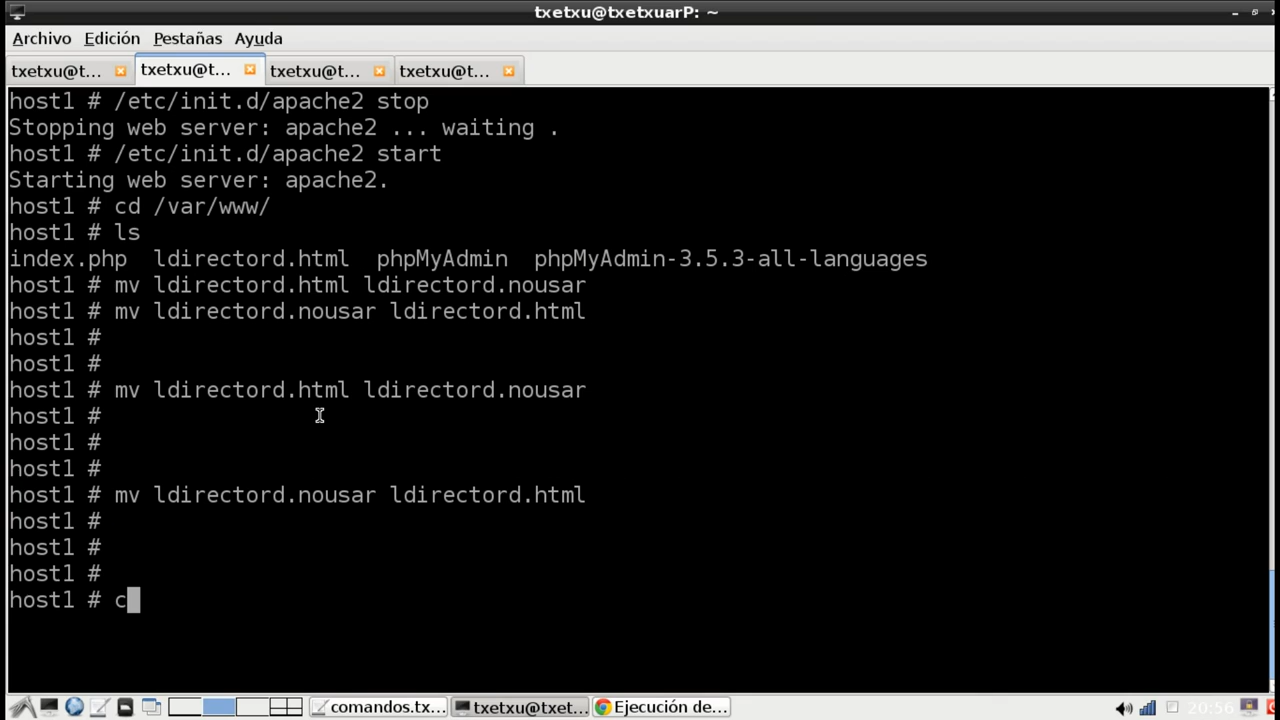 txetxu@txetxuarP: ~
Archivo Edición Pestañas Ayuda
txetxu@t... txetxu@t... txetxu@t... txetxu@t...
host1 # /etc/init.d/apache2 stop
Stopping web server: apache2 ... waiting .
host1 # /etc/init.d/apache2 start
Starting web server: apache2.
host1 # cd /var/www/
host1 # ls
index.php  ldirectord.html  phpMyAdmin  phpMyAdmin-3.5.3-all-languages
host1 # mv ldirectord.html ldirectord.nousar
host1 # mv ldirectord.nousar ldirectord.html
host1 #
host1 #
host1 # mv ldirectord.html ldirectord.nousar
host1 #
host1 #
host1 #
host1 # mv ldirectord.nousar ldirectord.html
host1 #
host1 #
host1 #
host1 # c
comandos.tx... txetxu@txet... Ejecución de... 20:56